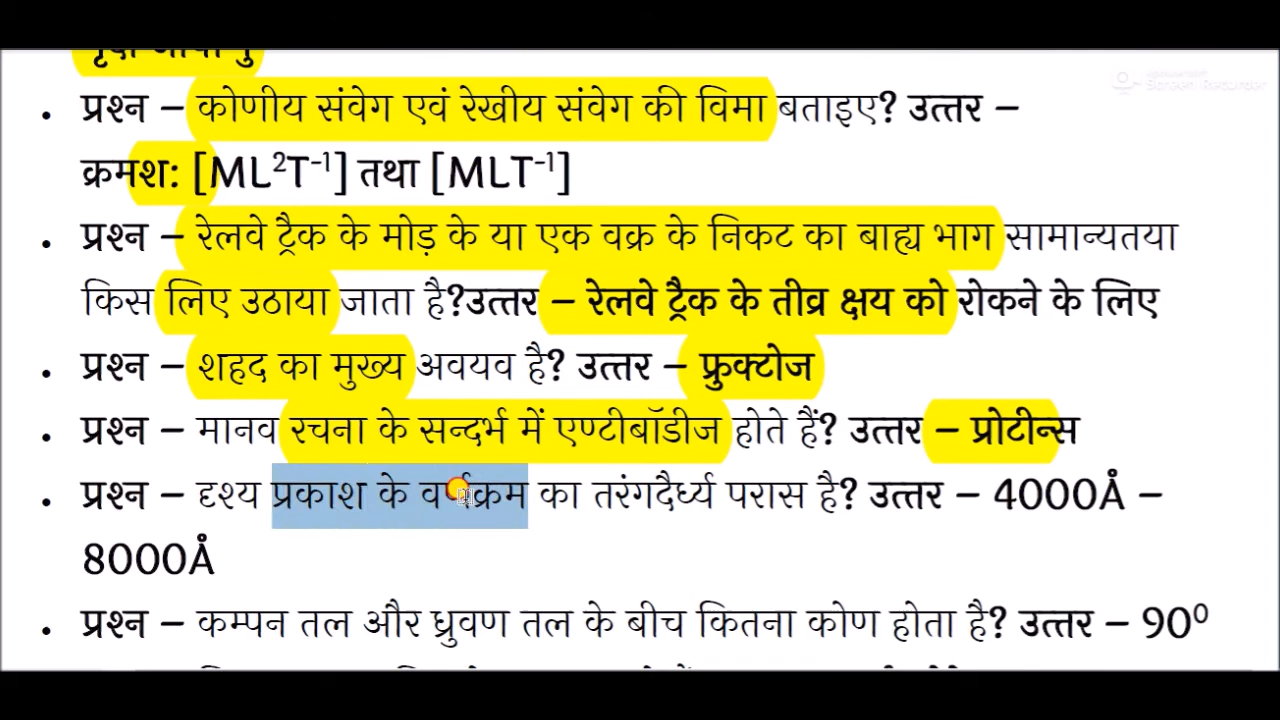 • प्रश्न – कोणीय संवेग एवं रेखीय संवेग की विमा बताइए? उत्तर –
क्रमश: [ML²T⁻¹] तथा [MLT⁻¹]
• प्रश्न – रेलवे ट्रैक के मोड़ के या एक वक्र के निकट का बाह्य भाग सामान्यतया
किस लिए उठाया जाता है?उत्तर – रेलवे ट्रैक के तीव्र क्षय को रोकने के लिए
• प्रश्न – शहद का मुख्य अवयव है? उत्तर – फ्रुक्टोज
• प्रश्न – मानव रचना के सन्दर्भ में एण्टीबॉडीज होते हैं? उत्तर – प्रोटीन्स
• प्रश्न – दृश्य प्रकाश के वर्णक्रम का तरंगदैर्ध्य परास है? उत्तर – 4000Å –
8000Å
• प्रश्न – कम्पन तल और ध्रुवण तल के बीच कितना कोण होता है? उत्तर – 90⁰
Screen Recorder